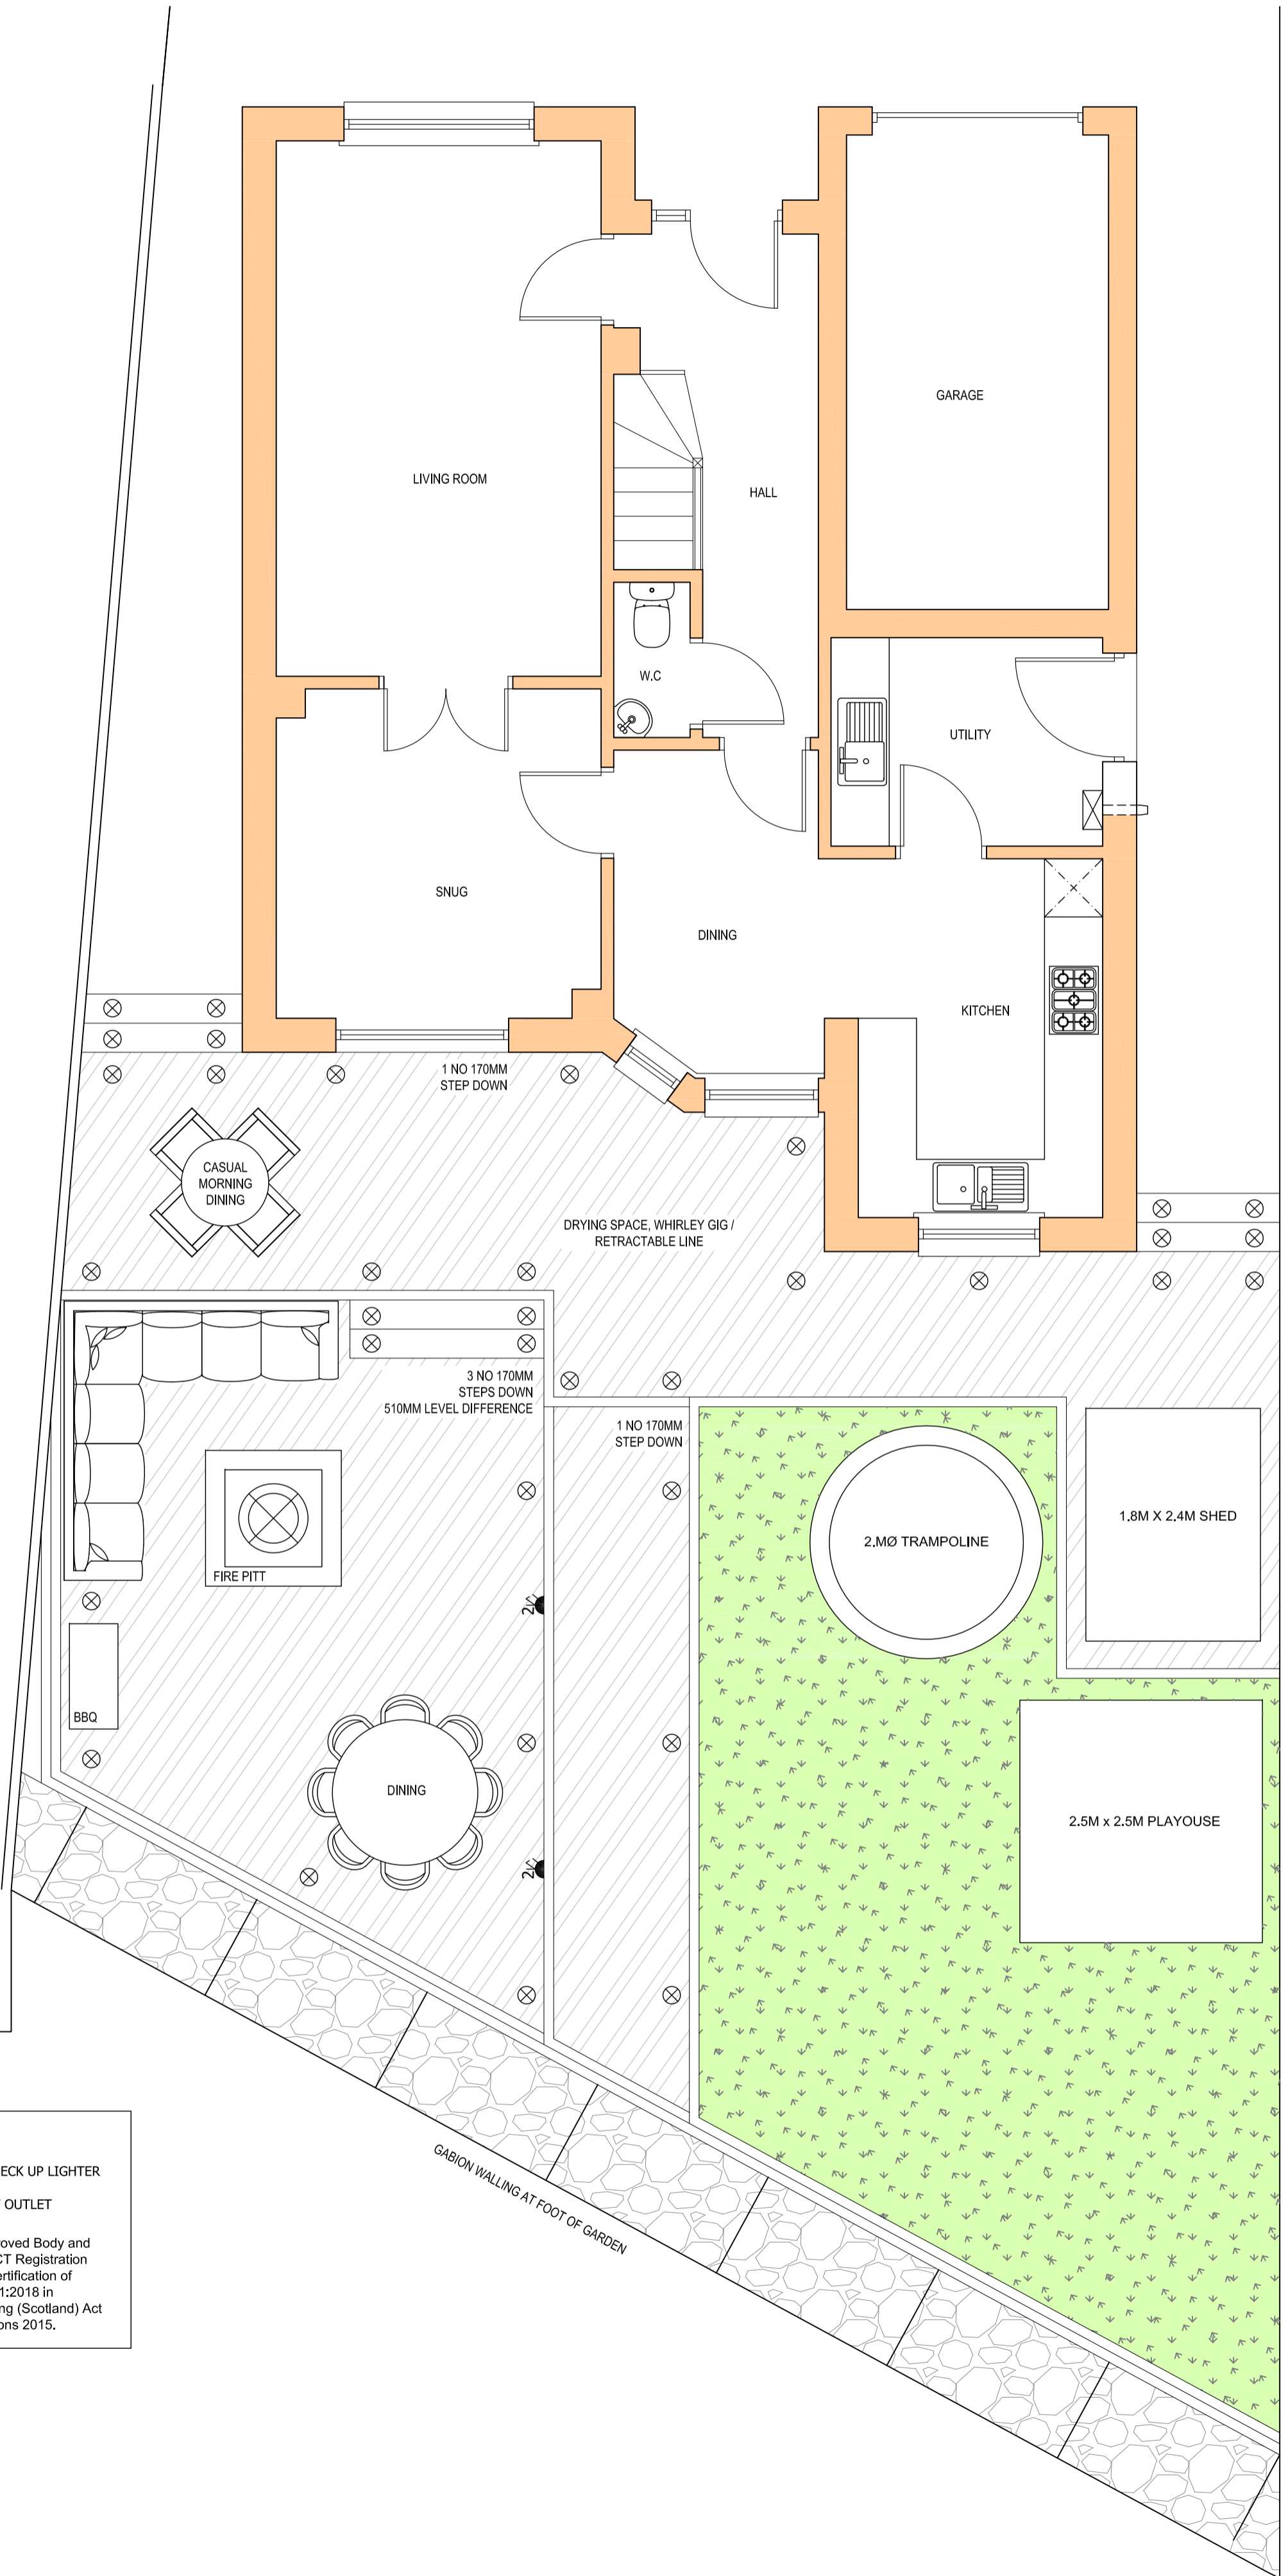 GARAGE
LIVING ROOM
HALL
W.C
UTILITY
SNUG
DINING
KITCHEN
1 NO 170MM
STEP DOWN
CASUAL
MORNING
DINING
DRYING SPACE, WHIRLEY GIG /
RETRACTABLE LINE
3 NO 170MM
STEPS DOWN
510MM LEVEL DIFFERENCE
1 NO 170MM
STEP DOWN
1.8M X 2.4M SHED
2.MØ TRAMPOLINE
FIRE PITT
2
BBQ
DINING
2.5M x 2.5M PLAYOUSE
2
GABION WALLING AT FOOT OF GARDEN
ECK UP LIGHTER
OUTLET
roved Body and
CT Registration
ertification of
1:2018 in
ng (Scotland) Act
ons 2015.